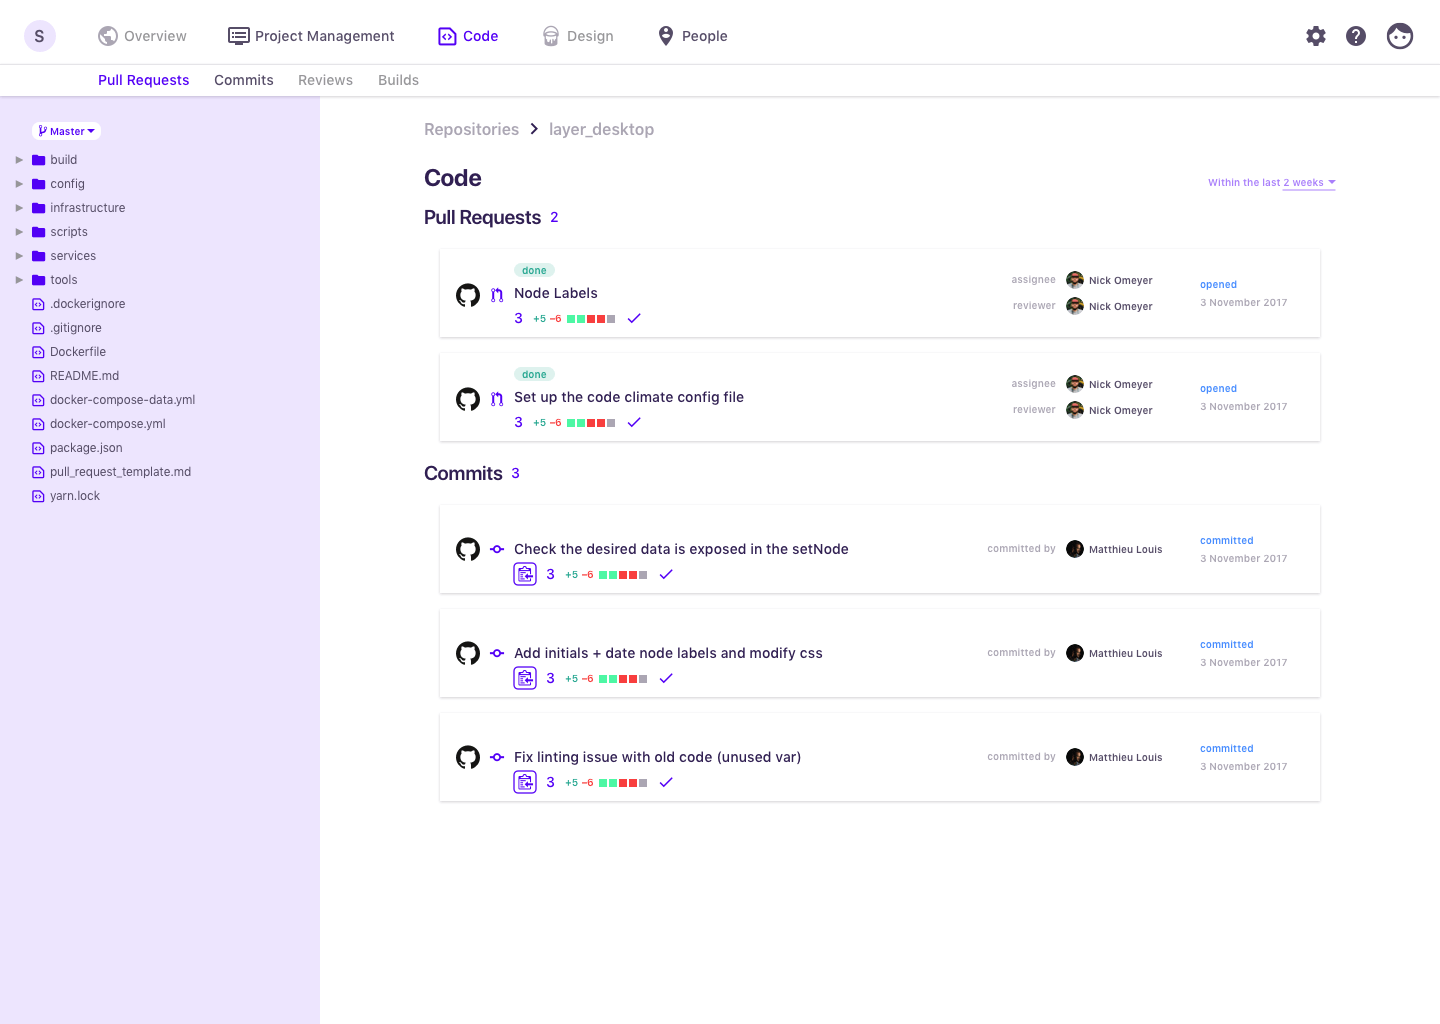 S Overview Project Management Code Design People
Pull Requests Commits Reviews Builds
Master
build
config
infrastructure
scripts
services
tools
.dockerignore
.gitignore
Dockerfile
README.md
docker-compose-data.yml
docker-compose.yml
package.json
pull_request_template.md
yarn.lock
Repositories layer_desktop
Code
Within the last 2 weeks
Pull Requests 2
done
Node Labels
3 +5 −6
assignee Nick Omeyer
reviewer Nick Omeyer
opened
3 November 2017
done
Set up the code climate config file
3 +5 −6
assignee Nick Omeyer
reviewer Nick Omeyer
opened
3 November 2017
Commits 3
Check the desired data is exposed in the setNode
3 +5 −6
committed by Matthieu Louis
committed
3 November 2017
Add initials + date node labels and modify css
3 +5 −6
committed by Matthieu Louis
committed
3 November 2017
Fix linting issue with old code (unused var)
3 +5 −6
committed by Matthieu Louis
committed
3 November 2017